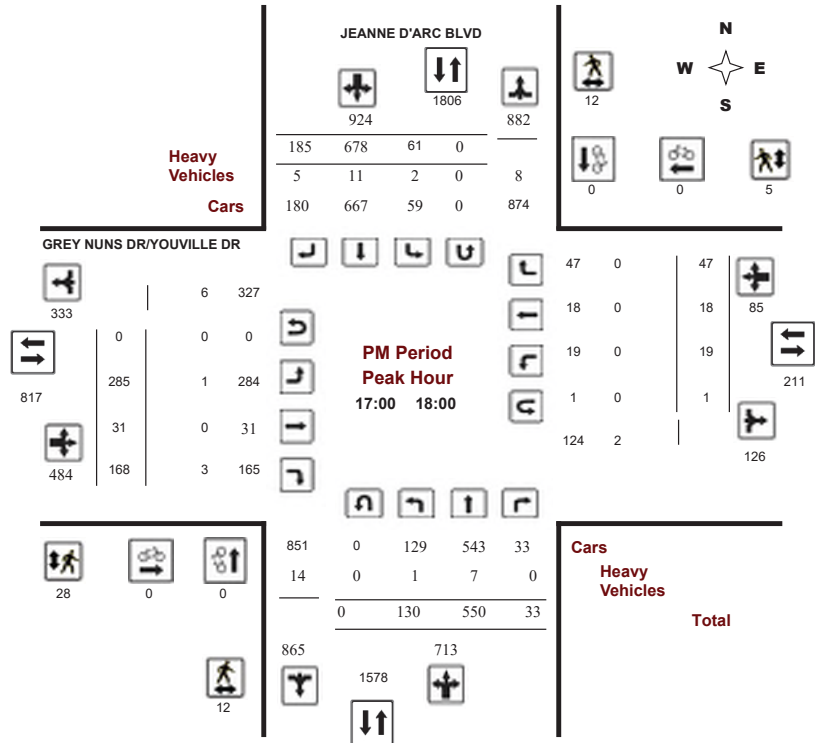 JEANNE D'ARC BLVD
N
W E
S
1806
12
924 882
185 678 61 0
Heavy
Vehicles
5 11 2 0 8
0 0 5
Cars 180 667 59 0 874
GREY NUNS DR/YOUVILLE DR
47 0 47
6 327
333
18 0 18 85
0 0 0
PM Period
Peak Hour
19 0 19
285 1 284
211
817
17:00 18:00
1 0 1
31 0 31
124 2
126
484 168 3 165
851 0 129 543 33 Cars
14 0 1 7 0 Heavy
Vehicles
28 0 0
0 130 550 33 Total
865 713
1578
12